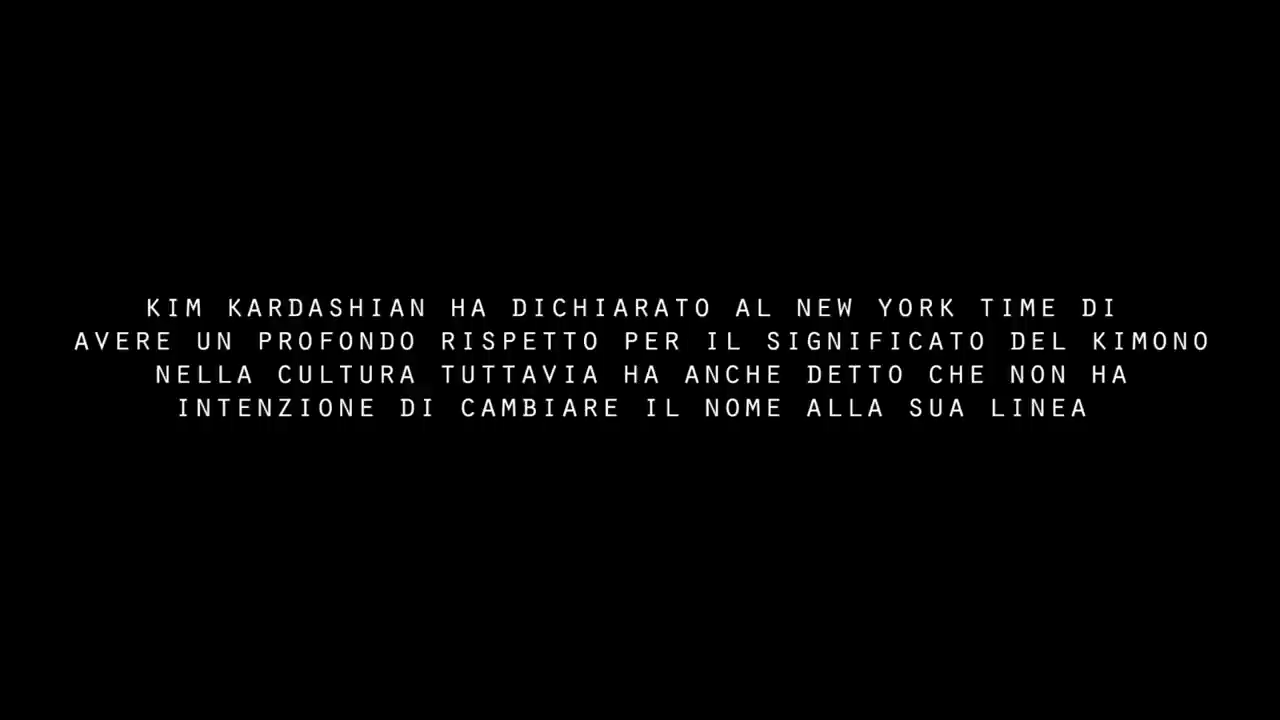 KIM KARDASHIAN HA DICHIARATO AL NEW YORK TIME DI
AVERE UN PROFONDO RISPETTO PER IL SIGNIFICATO DEL KIMONO
NELLA CULTURA TUTTAVIA HA ANCHE DETTO CHE NON HA
INTENZIONE DI CAMBIARE IL NOME ALLA SUA LINEA